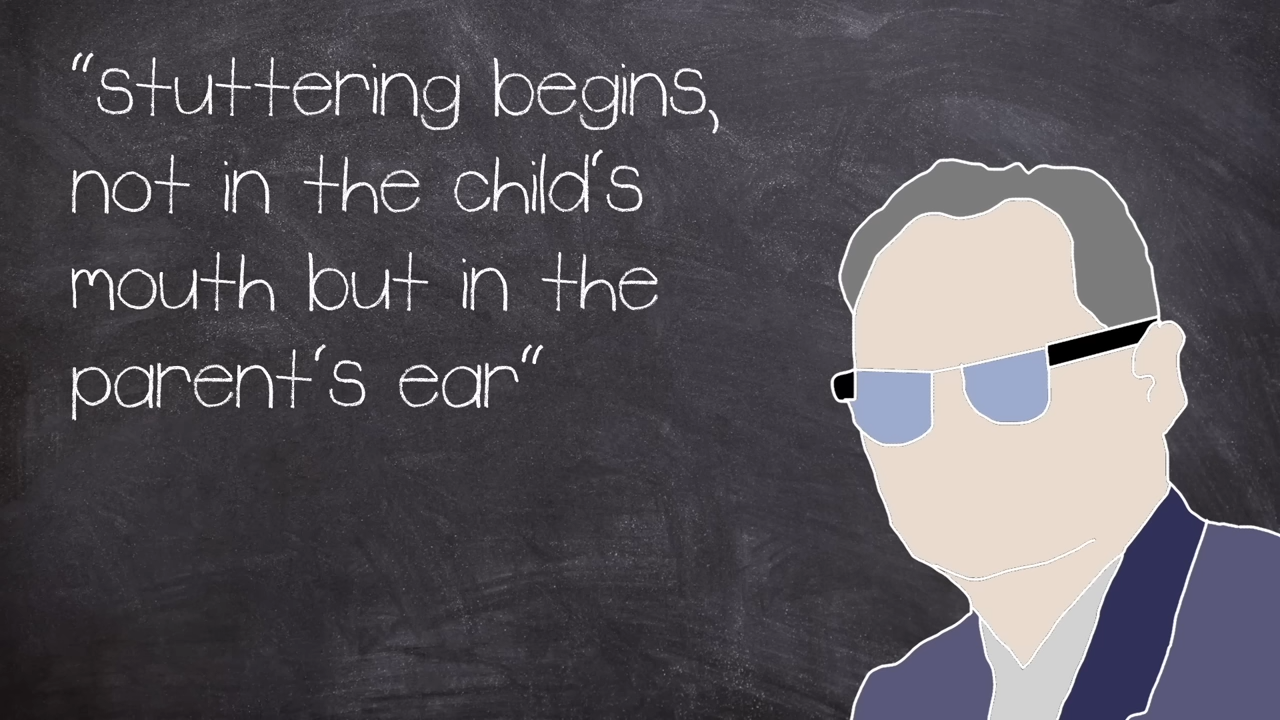 “stuttering begins,
not in the child‘s
mouth but in the
parent‘s ear“